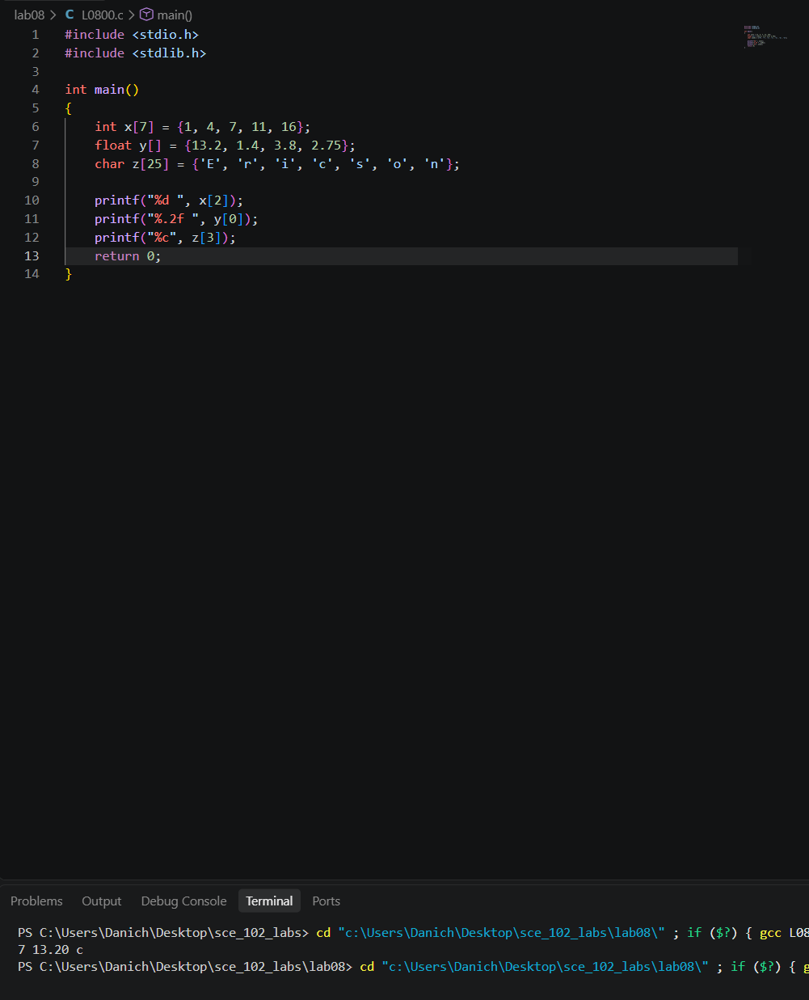 lab08 > C L0800.c > main()
1 #include <stdio.h>
2 #include <stdlib.h>
3
4 int main()
5 {
6     int x[7] = {1, 4, 7, 11, 16};
7     float y[] = {13.2, 1.4, 3.8, 2.75};
8     char z[25] = {'E', 'r', 'i', 'c', 's', 'o', 'n'};
9
10     printf("%d ", x[2]);
11     printf("%.2f ", y[0]);
12     printf("%c", z[3]);
13     return 0;
14 }
Problems Output Debug Console Terminal Ports
PS C:\Users\Danich\Desktop\sce_102_labs> cd "c:\Users\Danich\Desktop\sce_102_labs\lab08\" ; if ($?) { gcc L08
7 13.20 c
PS C:\Users\Danich\Desktop\sce_102_labs\lab08> cd "c:\Users\Danich\Desktop\sce_102_labs\lab08\" ; if ($?) { g